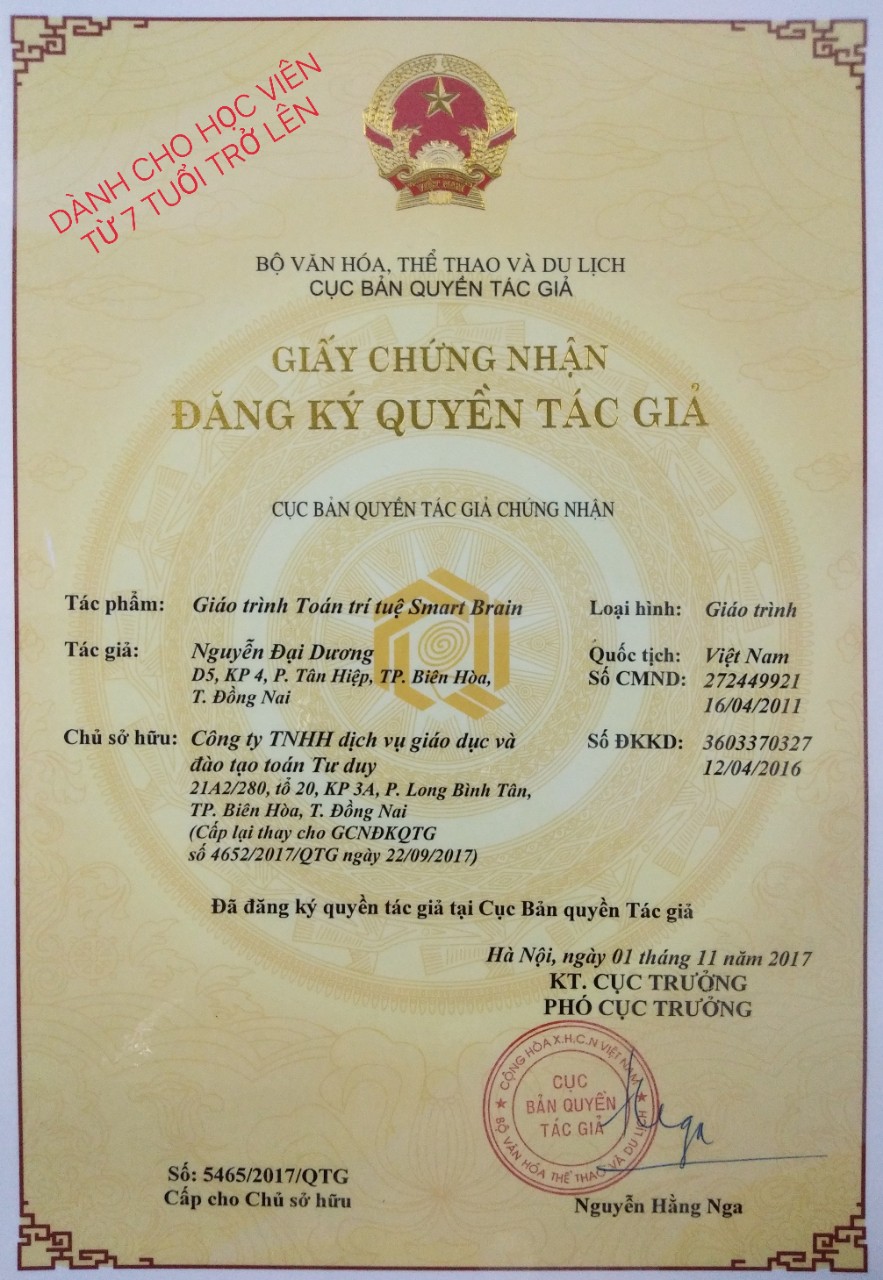 DÀNH CHO HỌC VIÊN
TỪ 7 TUỔI TRỞ LÊN
BỘ VĂN HÓA, THỂ THAO VÀ DU LỊCH
CỤC BẢN QUYỀN TÁC GIẢ
GIẤY CHỨNG NHẬN
ĐĂNG KÝ QUYỀN TÁC GIẢ
CỤC BẢN QUYỀN TÁC GIẢ CHỨNG NHẬN
Tác phẩm: Giáo trình Toán trí tuệ Smart Brain Loại hình: Giáo trình
Tác giả: Nguyễn Đại Dương Quốc tịch: Việt Nam
D5, KP 4, P. Tân Hiệp, TP. Biên Hòa, Số CMND: 272449921
T. Đồng Nai 16/04/2011
Chủ sở hữu: Công ty TNHH dịch vụ giáo dục và Số ĐKKD: 3603370327
đào tạo toán Tư duy 12/04/2016
21A2/280, tổ 20, KP 3A, P. Long Bình Tân,
TP. Biên Hòa, T. Đồng Nai
(Cấp lại thay cho GCNĐKQTG
số 4652/2017/QTG ngày 22/09/2017)
Đã đăng ký quyền tác giả tại Cục Bản quyền Tác giả
Hà Nội, ngày 01 tháng 11 năm 2017
KT. CỤC TRƯỞNG
PHÓ CỤC TRƯỞNG
CỘNG HÒA X.H.C.N VIỆT NAM
CỤC
BẢN QUYỀN
TÁC GIẢ
BỘ VĂN HÓA THỂ THAO VÀ DU LỊCH
Nga
Số: 5465/2017/QTG
Cấp cho Chủ sở hữu
Nguyễn Hằng Nga